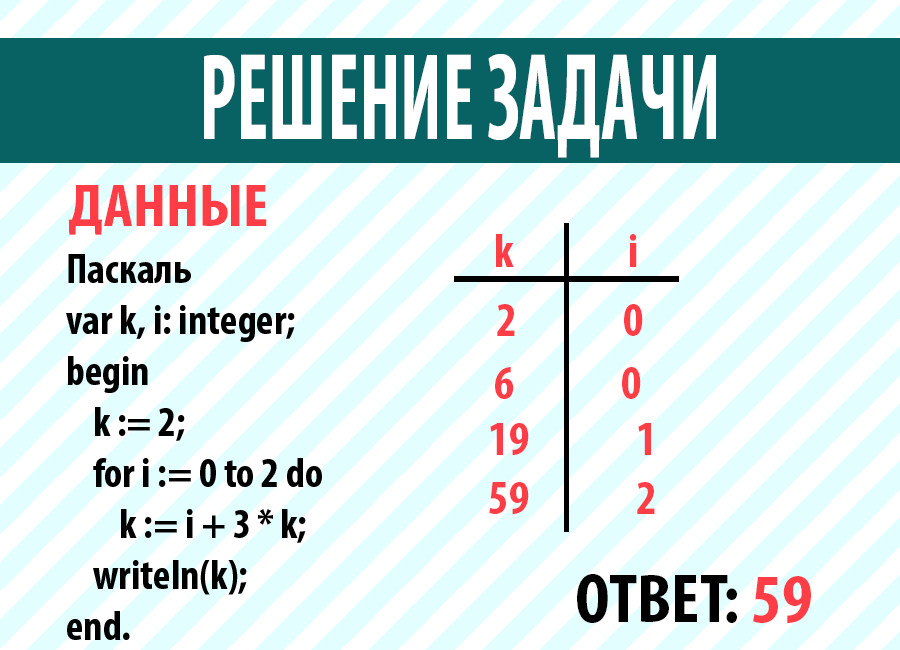 РЕШЕНИЕ ЗАДАЧИ
ДАННЫЕ
Паскаль
var k, i: integer;
begin
k := 2;
for i := 0 to 2 do
k := i + 3 * k;
writeln(k);
end.
k i
2 0
6 0
19 1
59 2
ОТВЕТ: 59